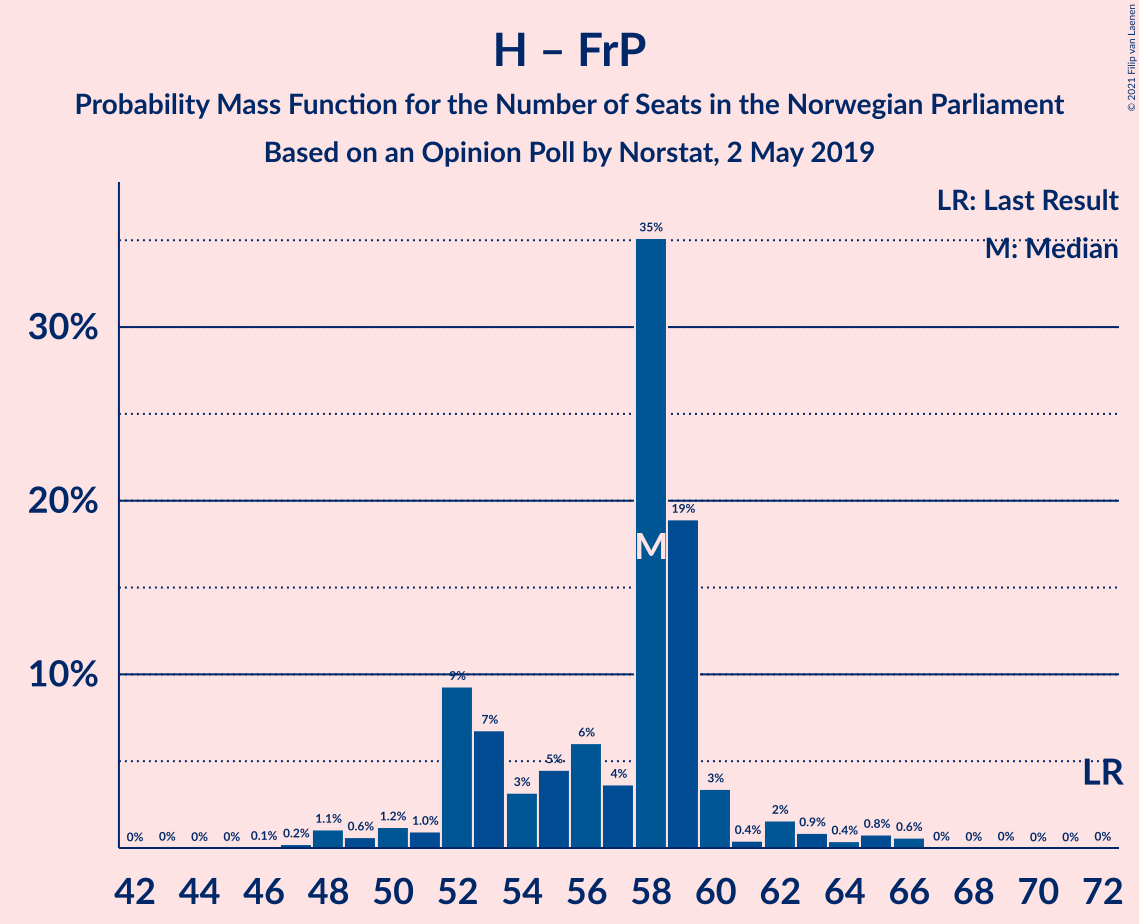 H – FrP
Probability Mass Function for the Number of Seats in the Norwegian Parliament
Based on an Opinion Poll by Norstat, 2 May 2019
© 2021 Filip van Laenen
LR: Last Result
M: Median
35%
30%
20%
19%
M
10%
9%
7%
6%
5%
4%
3%
3%
LR
0% 0% 0% 0% 0.1% 0.2% 1.1% 0.6% 1.2% 1.0%
0.4% 2% 0.9% 0.4% 0.8% 0.6% 0% 0% 0% 0% 0% 0%
42 44 46 48 50 52 54 56 58 60 62 64 66 68 70 72